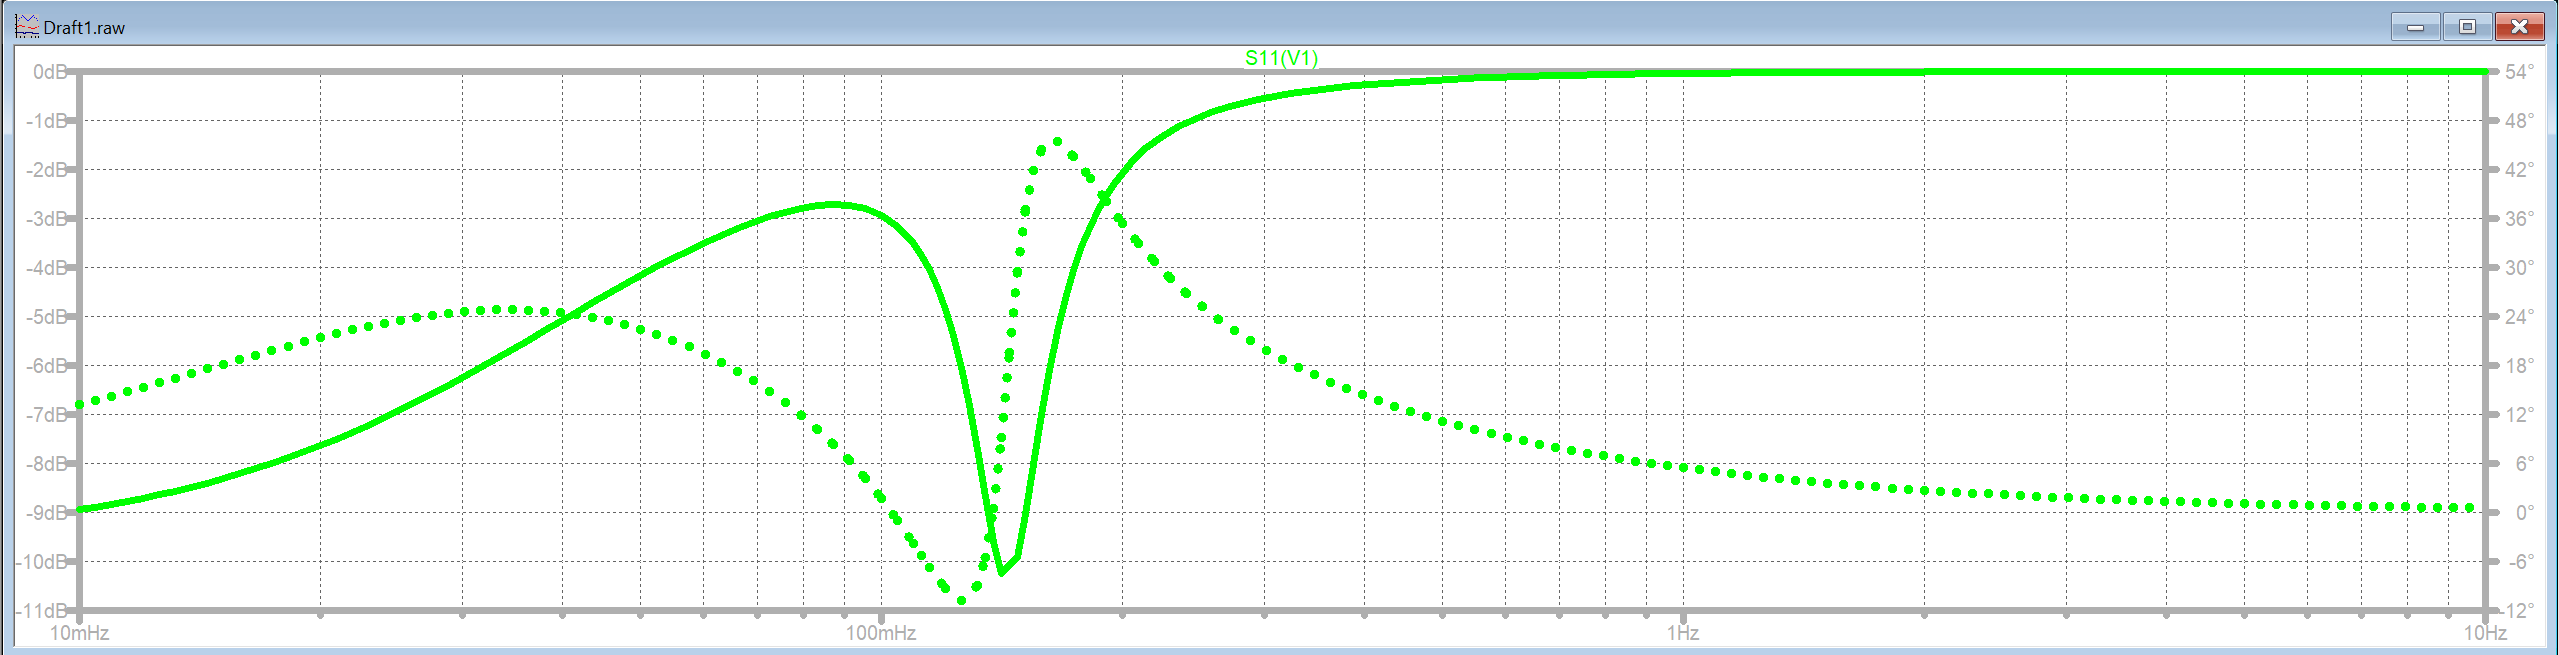 Draft1.raw
S11(V1)
0dB
-1dB
-2dB
-3dB
-4dB
-5dB
-6dB
-7dB
-8dB
-9dB
-10dB
-11dB
54°
48°
42°
36°
30°
24°
18°
12°
6°
0°
-6°
-12°
10mHz 100mHz 1Hz 10Hz